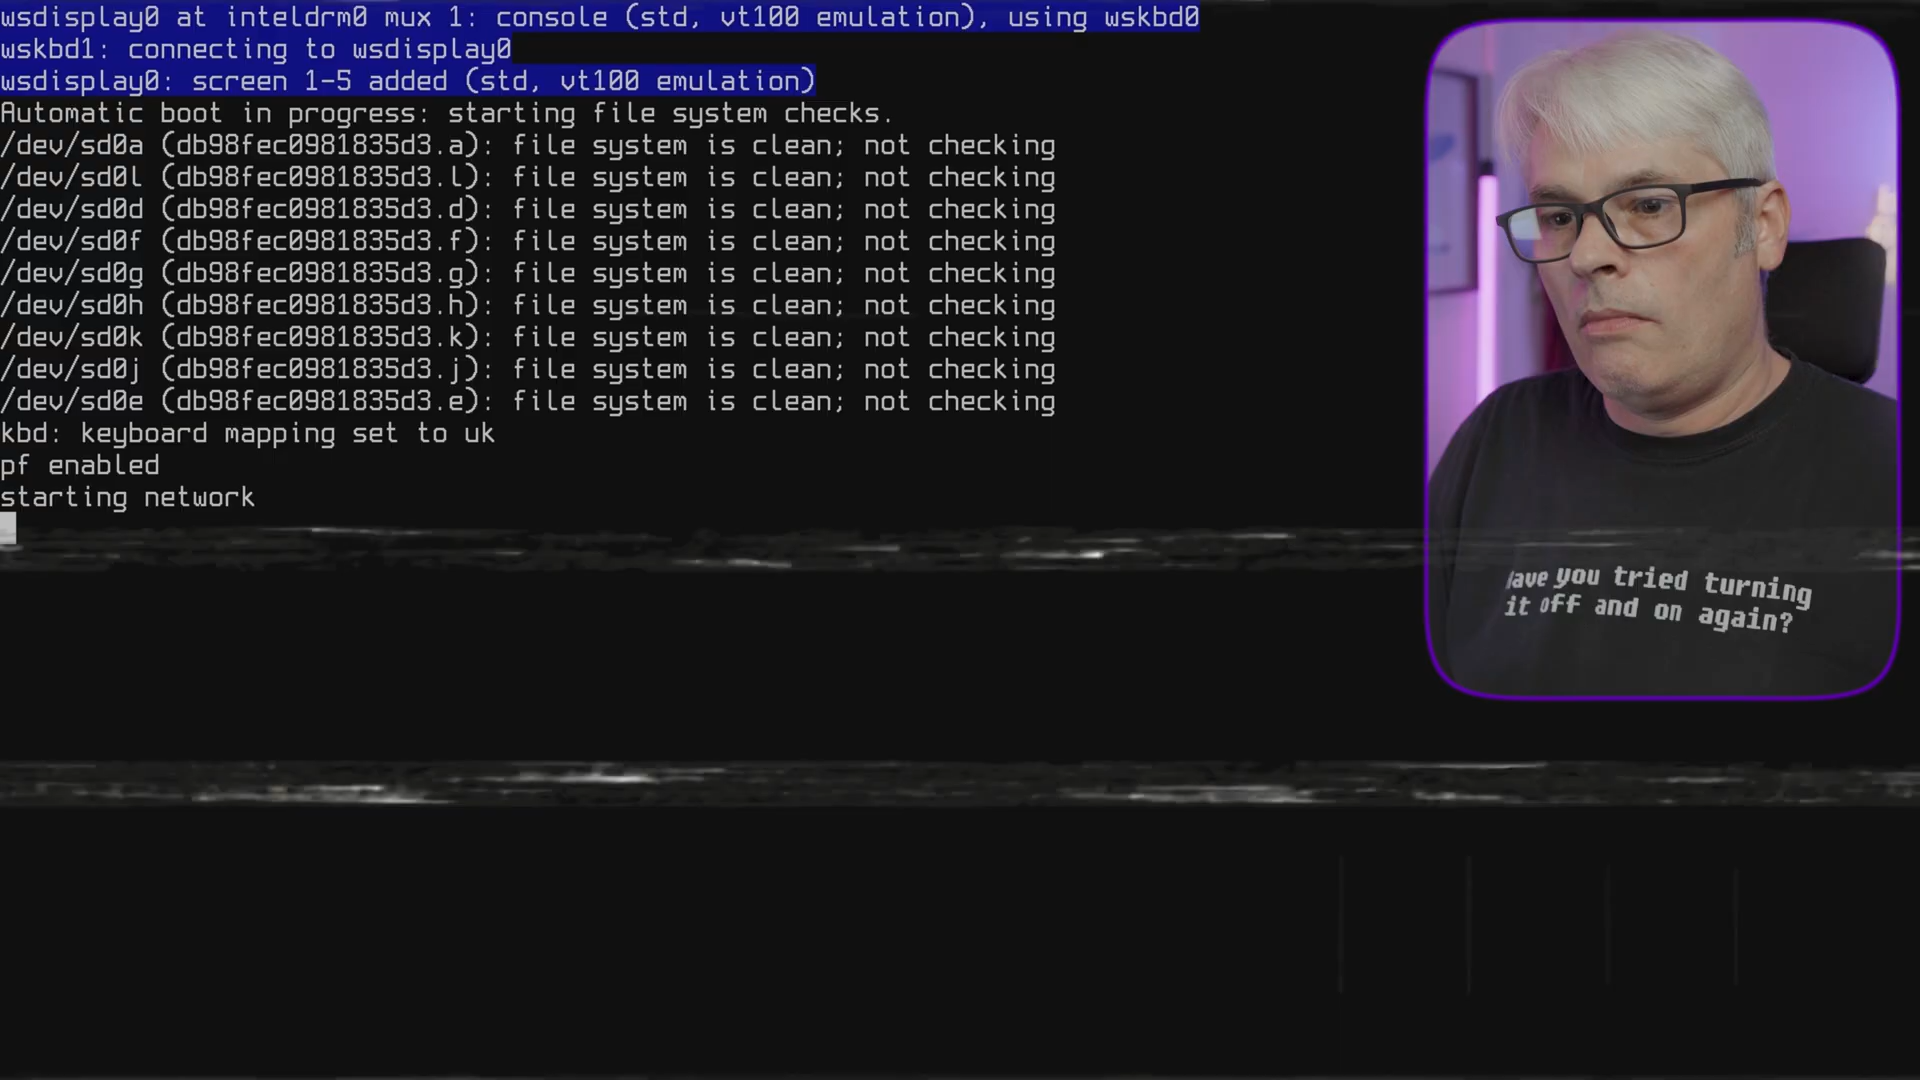 wsdisplay0 at inteldrm0 mux 1: console (std, vt100 emulation), using wskbd0
wskbd1: connecting to wsdisplay0
wsdisplay0: screen 1-5 added (std, vt100 emulation)
Automatic boot in progress: starting file system checks.
/dev/sd0a (db98fec0981835d3.a): file system is clean; not checking
/dev/sd0l (db98fec0981835d3.l): file system is clean; not checking
/dev/sd0d (db98fec0981835d3.d): file system is clean; not checking
/dev/sd0f (db98fec0981835d3.f): file system is clean; not checking
/dev/sd0g (db98fec0981835d3.g): file system is clean; not checking
/dev/sd0h (db98fec0981835d3.h): file system is clean; not checking
/dev/sd0k (db98fec0981835d3.k): file system is clean; not checking
/dev/sd0j (db98fec0981835d3.j): file system is clean; not checking
/dev/sd0e (db98fec0981835d3.e): file system is clean; not checking
kbd: keyboard mapping set to uk
pf enabled
starting network
Have you tried turning
it off and on again?